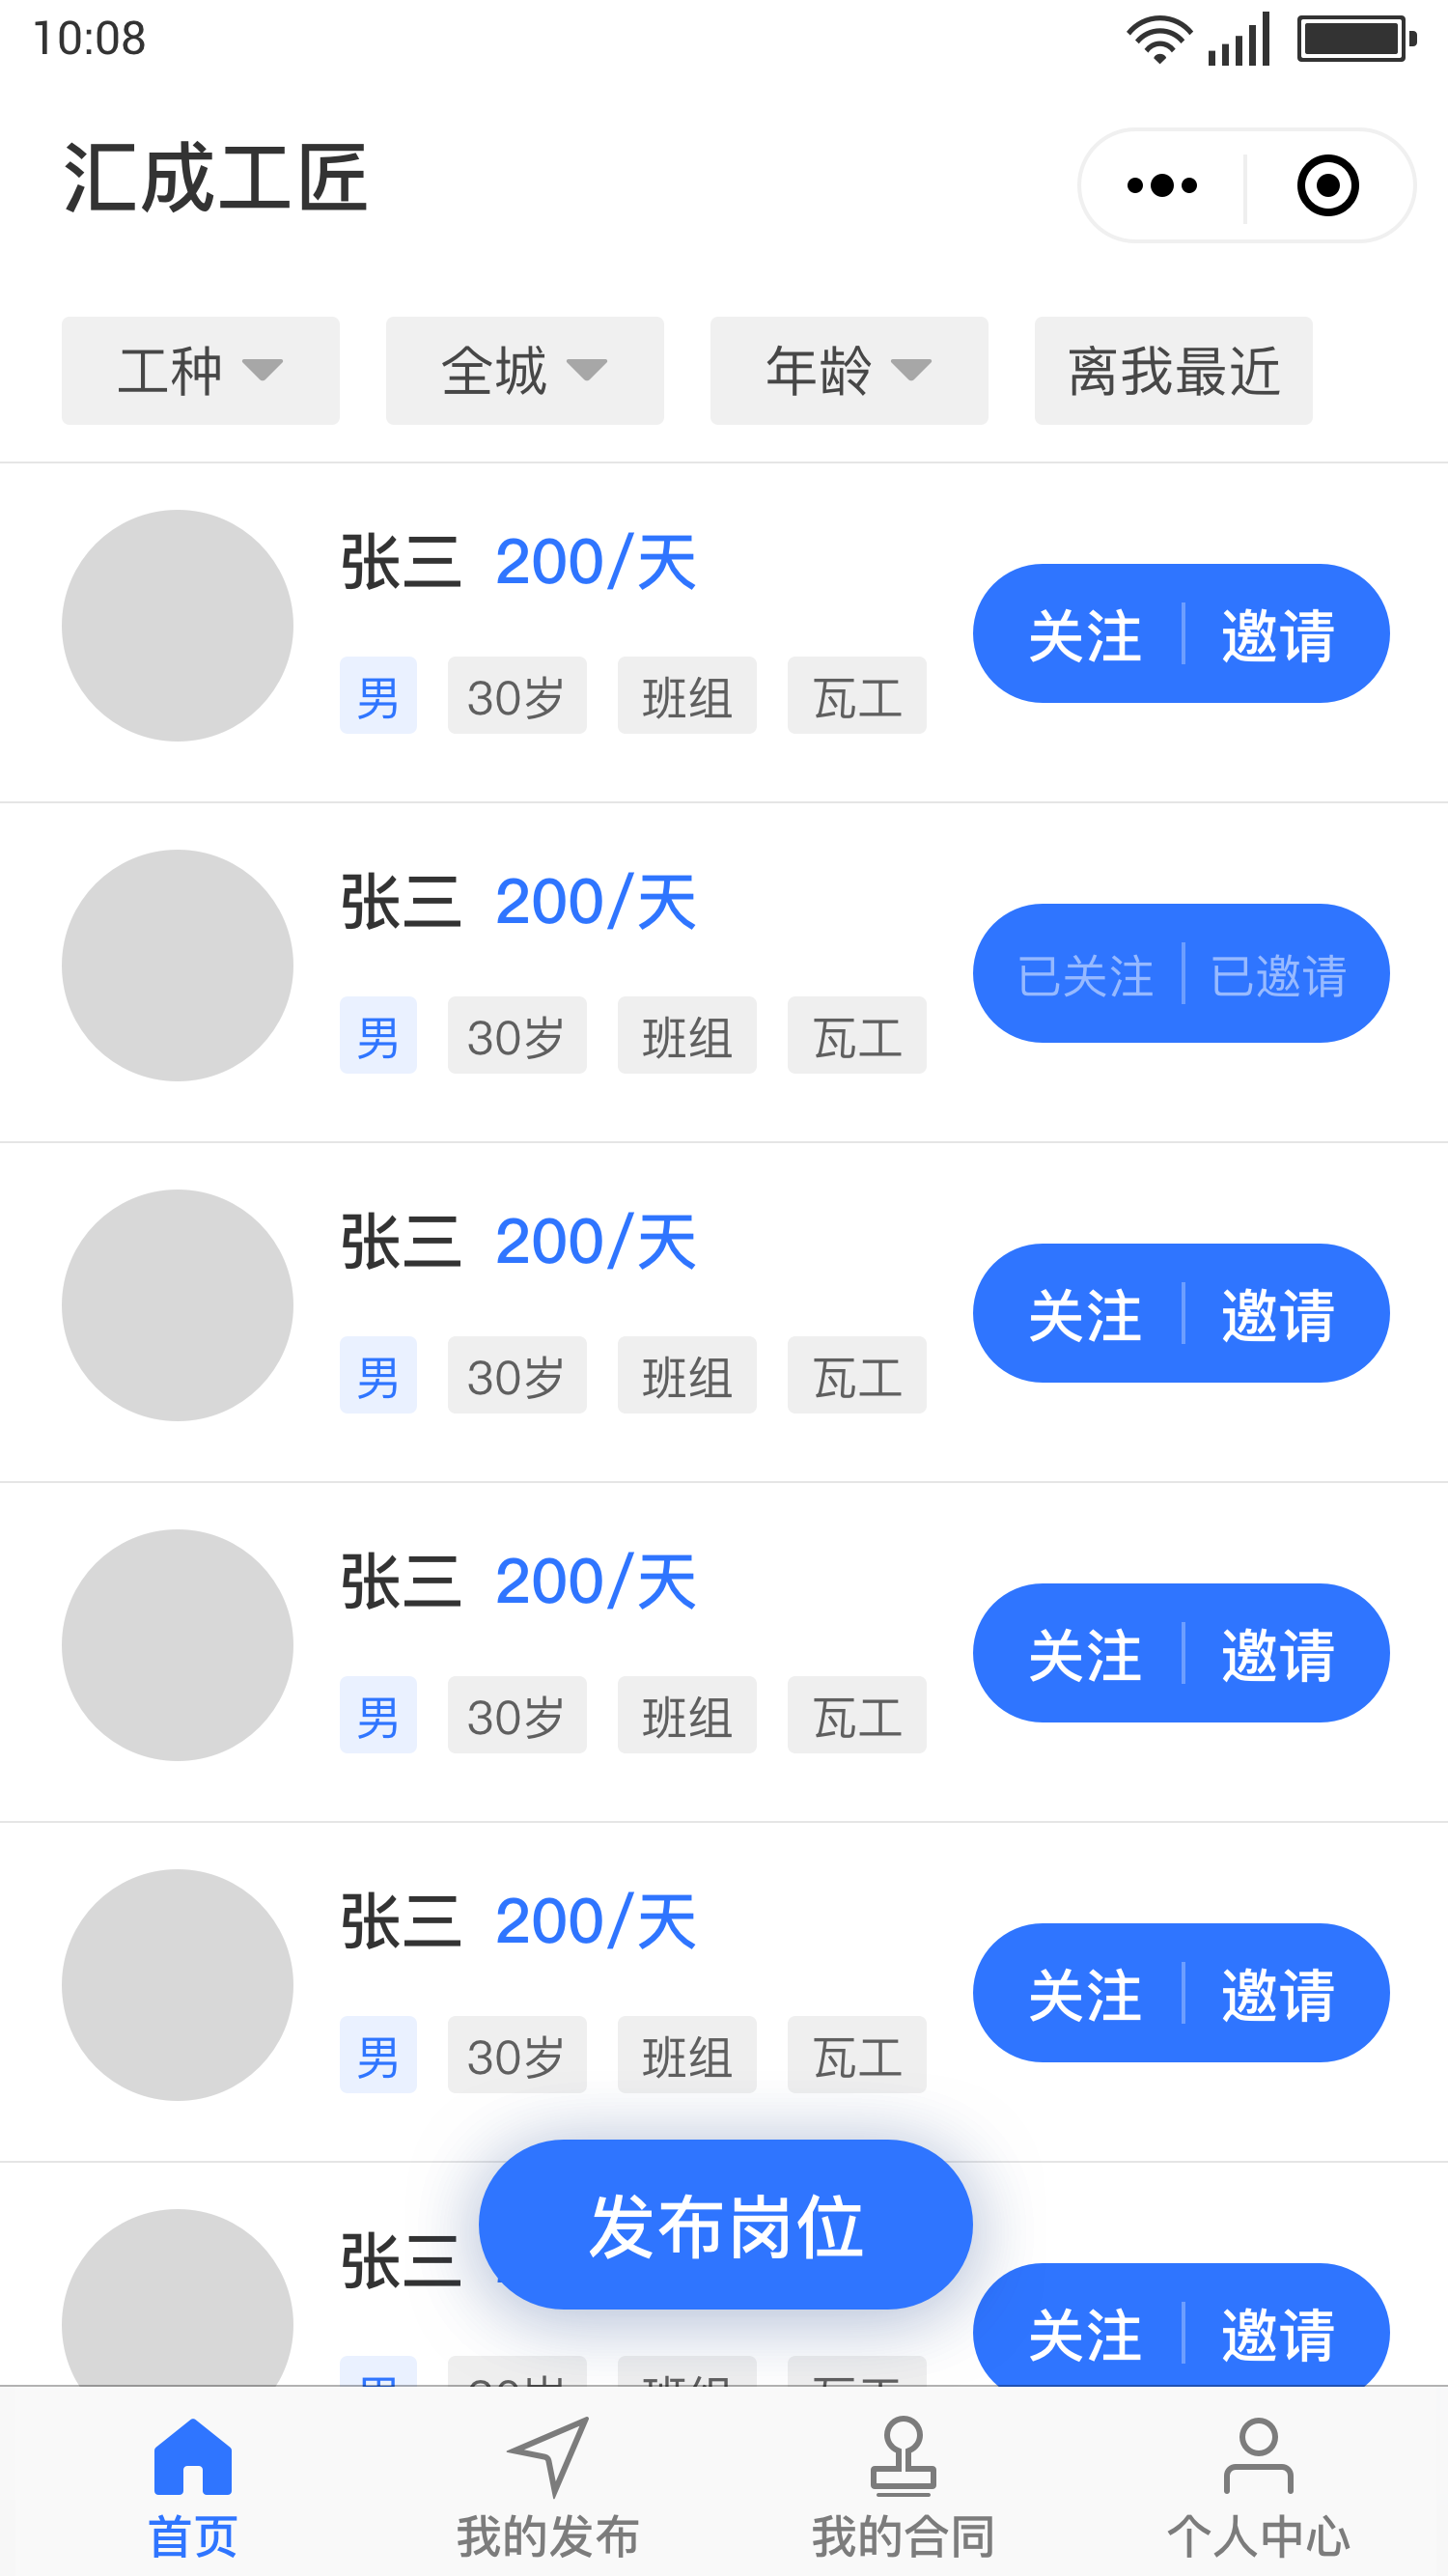 10:08
汇成工匠
工种 全城 年龄 离我最近
张三 200/天
关注 邀请
男 30岁 班组 瓦工
张三 200/天
已关注 已邀请
男 30岁 班组 瓦工
张三 200/天
关注 邀请
男 30岁 班组 瓦工
张三 200/天
关注 邀请
男 30岁 班组 瓦工
张三 200/天
关注 邀请
男 30岁 班组 瓦工
发布岗位
张三
关注 邀请
首页 我的发布 我的合同 个人中心